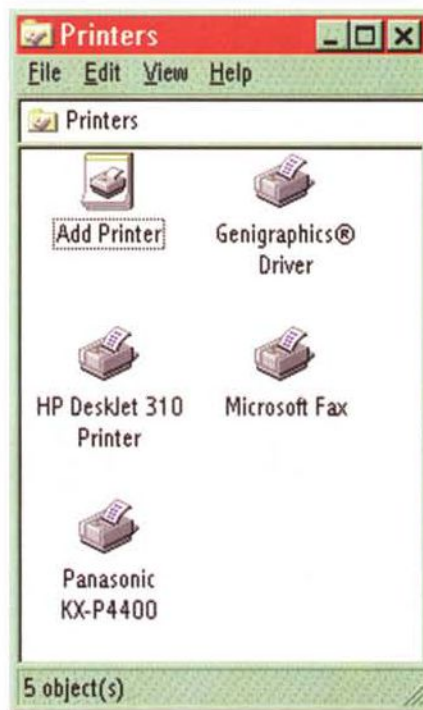 Printers
File Edit View Help
Printers
Add Printer
Genigraphics®
Driver
HP DeskJet 310
Printer
Microsoft Fax
Panasonic
KX-P4400
5 object(s)